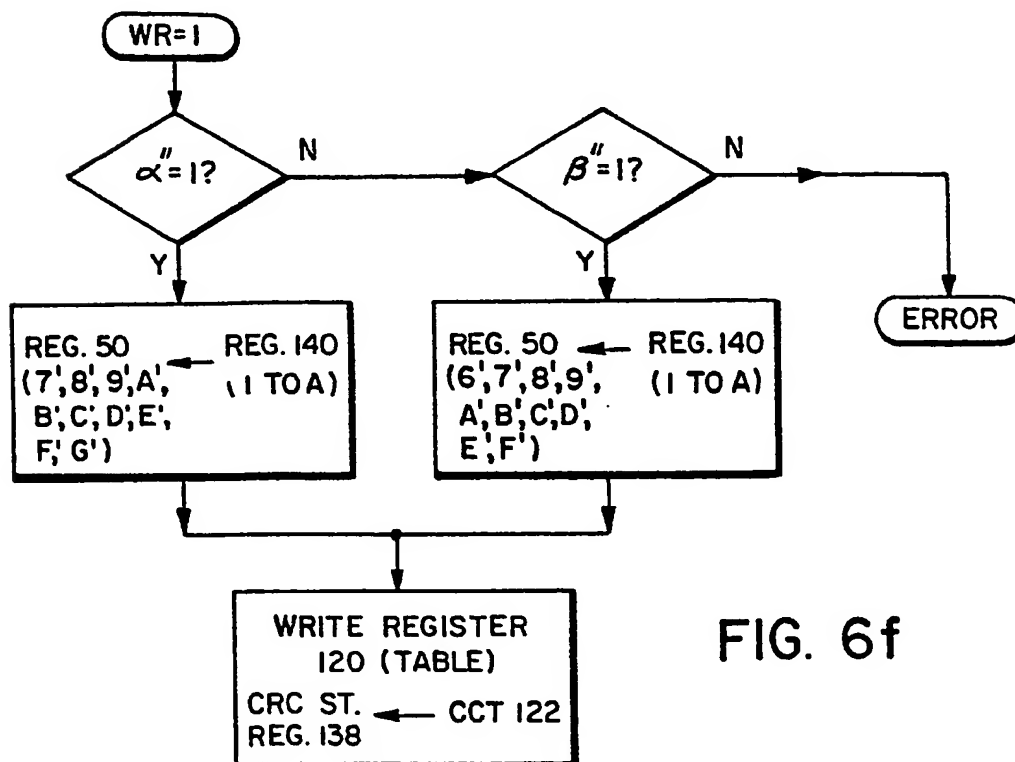 WR=1
α"=1?
N
β"=1?
N
Y
Y
ERROR
REG. 50 ← REG. 140
(7',8',9',A', (1 TO A)
B',C',D',E',
F',G')
REG. 50 ← REG. 140
(6',7',8',9', (1 TO A)
A',B',C',D',
E',F')
WRITE REGISTER
120 (TABLE)
CRC ST. ← CCT 122
REG. 138
FIG. 6f